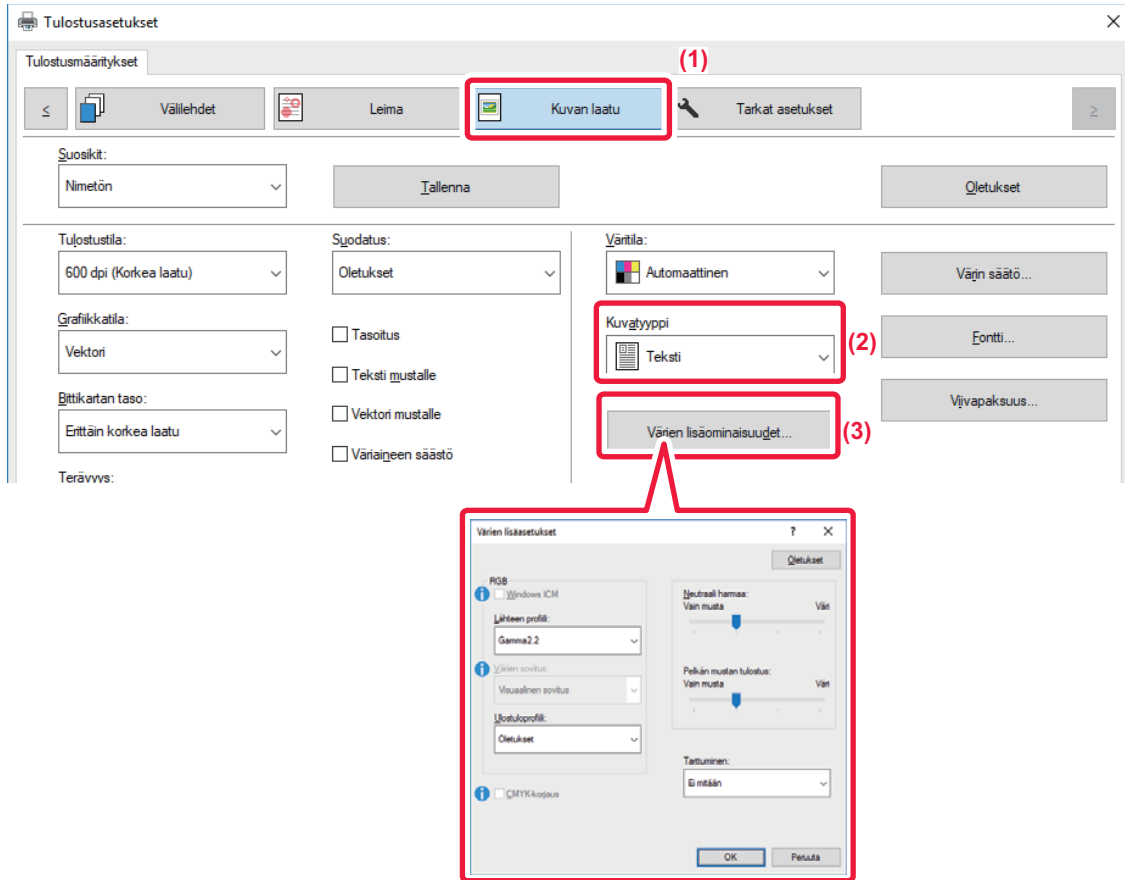 Tulostusasetukset
Tulostusmääritykset
(1)
<
Välilehdet
Leima
Kuvan laatu
Tarkat asetukset
>
Suosikit:
Nimetön
Tallenna
Oletukset
Tulostustila:
600 dpi (Korkea laatu)
Suodatus:
Oletukset
Väritila:
Automaattinen
Värin säätö...
Grafiikkatila:
Vektori
Tasoitus
Kuvatyyppi
Teksti
(2)
Fontti...
Teksti mustalle
Bittikartan taso:
Erittäin korkea laatu
Vektori mustalle
Väriaineen säästö
Värien lisäominaisuudet...
(3)
Viivapaksuus...
Terävyys:
Värien lisäasetukset
?
Oletukset
RGB
Windows ICM
Lähteen profiili:
Gamma2.2
Värien sovitus:
Visuaalinen sovitus
Ulostuloprofiili:
Oletukset
CMYK-korjaus
Neutraali harmaa:
Vain musta Väri
Pelkän mustan tulostus:
Vain musta Väri
Tarttuminen:
Ei mitään
OK
Peruuta